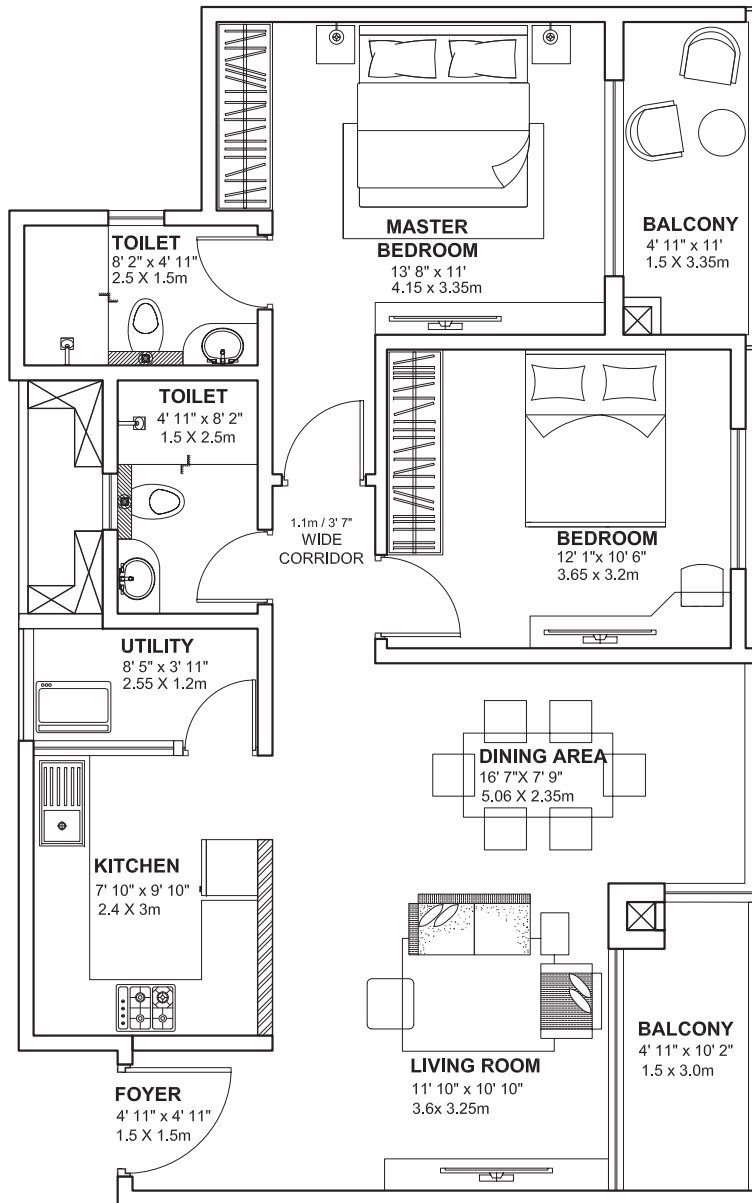 MASTER
BEDROOM
13' 8" x 11'
4.15 x 3.35m
BALCONY
4' 11" x 11'
1.5 X 3.35m
TOILET
8' 2" x 4' 11"
2.5 X 1.5m
TOILET
4' 11" x 8' 2"
1.5 X 2.5m
1.1m / 3' 7"
WIDE
CORRIDOR
BEDROOM
12' 1"x 10' 6"
3.65 x 3.2m
UTILITY
8' 5" x 3' 11"
2.55 X 1.2m
DINING AREA
16' 7"X 7' 9"
5.06 X 2.35m
KITCHEN
7' 10" x 9' 10"
2.4 X 3m
LIVING ROOM
11' 10" x 10' 10"
3.6x 3.25m
BALCONY
4' 11" x 10' 2"
1.5 x 3.0m
FOYER
4' 11" x 4' 11"
1.5 X 1.5m